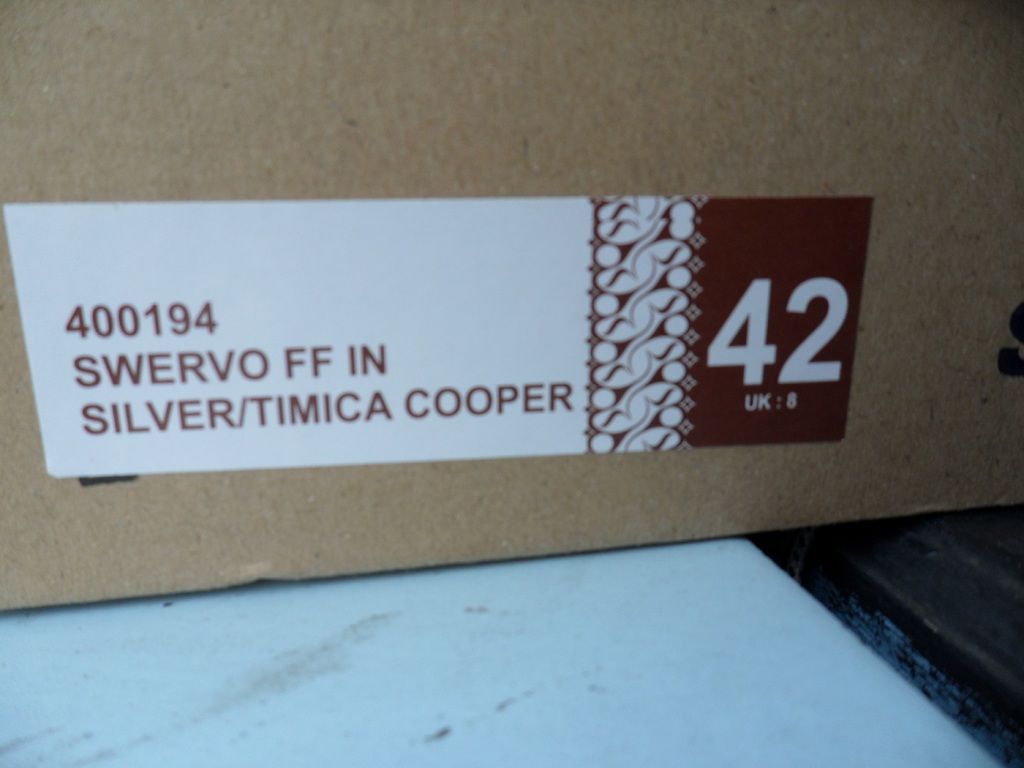 400194
SWERVO FF IN
SILVER/TIMICA COOPER
42
UK : 8